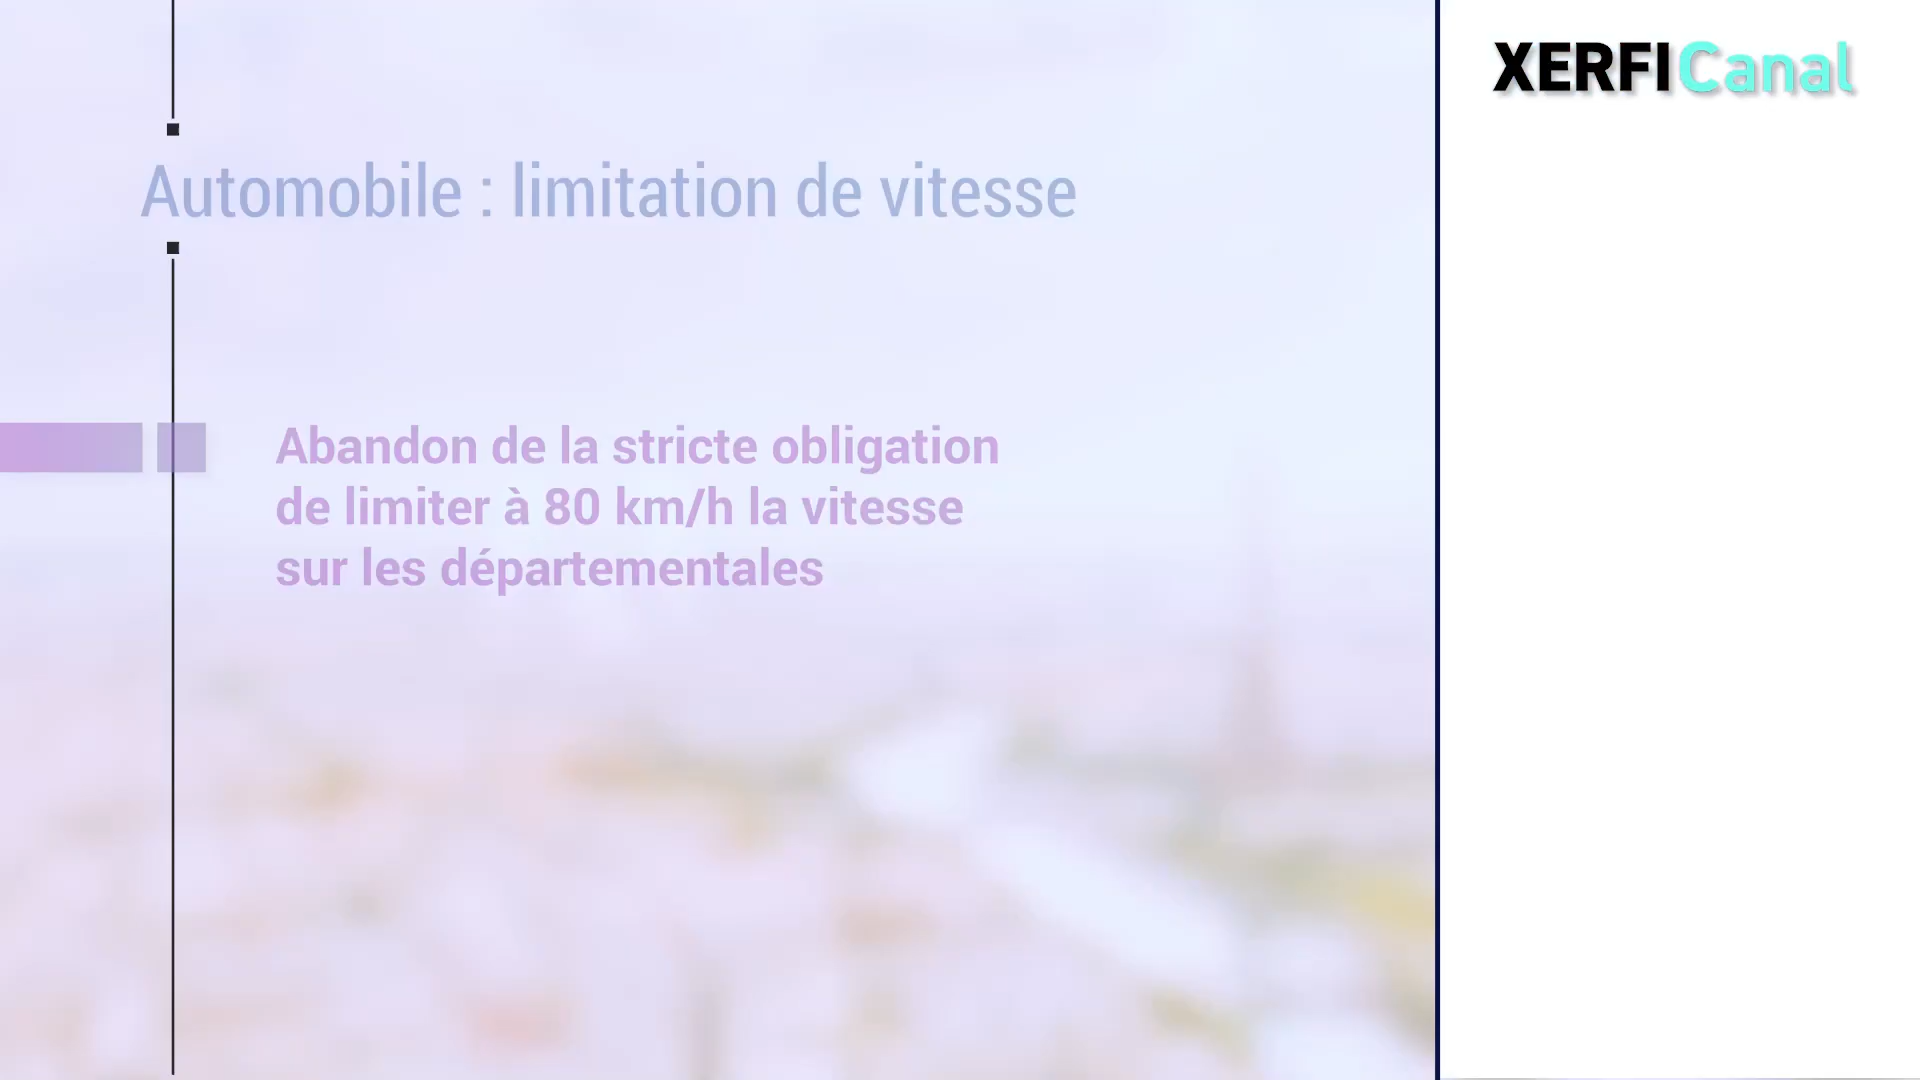 XERFI Canal
Automobile : limitation de vitesse
Abandon de la stricte obligation
de limiter à 80 km/h la vitesse
sur les départementales